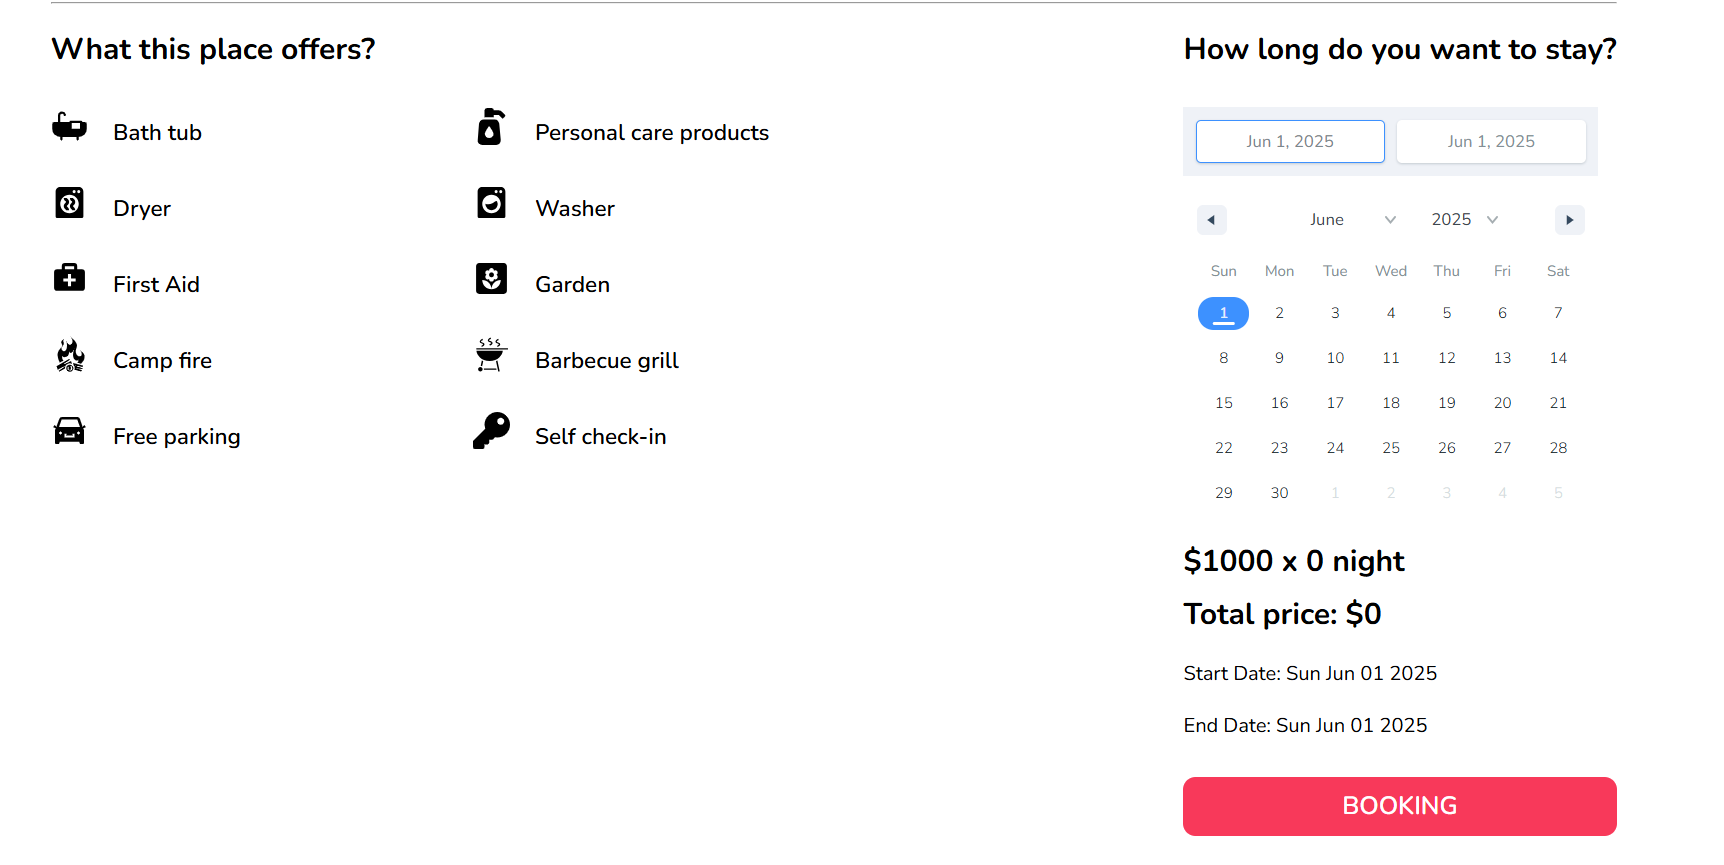 What this place offers?
Bath tub
Personal care products
Dryer
Washer
First Aid
Garden
Camp fire
Barbecue grill
Free parking
Self check-in
How long do you want to stay?
Jun 1, 2025 Jun 1, 2025
June 2025
Sun Mon Tue Wed Thu Fri Sat
1 2 3 4 5 6 7
8 9 10 11 12 13 14
15 16 17 18 19 20 21
22 23 24 25 26 27 28
29 30 1 2 3 4 5
$1000 x 0 night
Total price: $0
Start Date: Sun Jun 01 2025
End Date: Sun Jun 01 2025
BOOKING